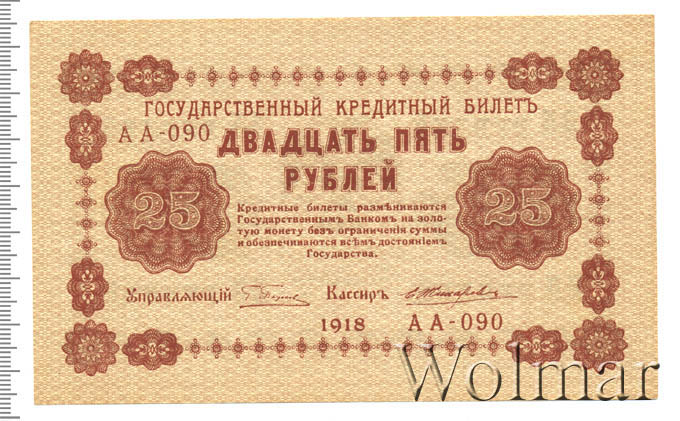 ГОСУДАРСТВЕННЫЙ КРЕДИТНЫЙ БИЛЕТЪ
АА-090 ДВАДЦАТЬ ПЯТЬ
РУБЛЕЙ
25 25
Кредитные билеты размѣниваются
Государственнымъ Банкомъ на золо-
тую монету безъ ограниченія суммы
и обезпечиваются всѣмъ достояніемъ
Государства.
Управляющій Кассиръ
1918 АА-090
Wolmar